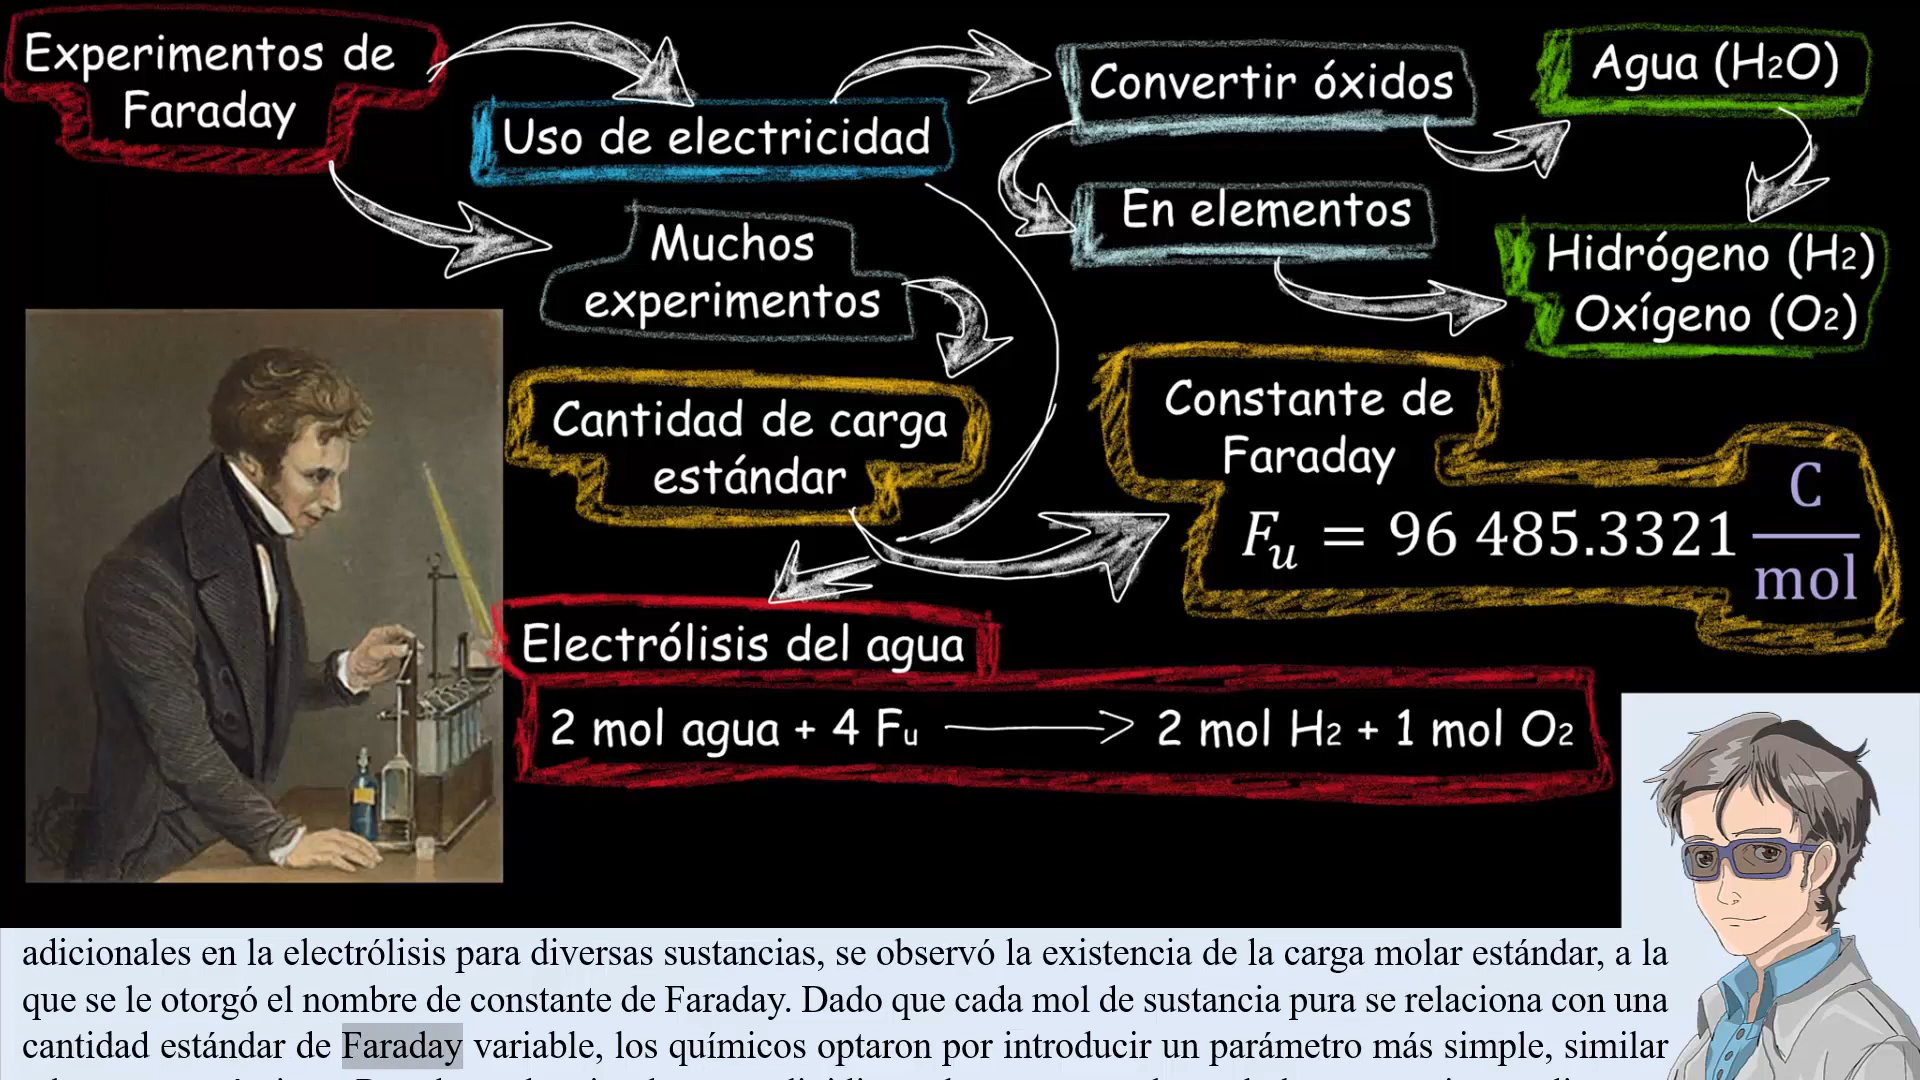 Experimentos de
Faraday
Uso de electricidad
Convertir óxidos
Agua (H2O)
En elementos
Hidrógeno (H2)
Oxígeno (O2)
Muchos
experimentos
Cantidad de carga
estándar
Constante de
Faraday
Fu = 96 485.3321 C/mol
Electrólisis del agua
2 mol agua + 4 Fu ⟶ 2 mol H2 + 1 mol O2
adicionales en la electrólisis para diversas sustancias, se observó la existencia de la carga molar estándar, a la
que se le otorgó el nombre de constante de Faraday. Dado que cada mol de sustancia pura se relaciona con una
cantidad estándar de Faraday variable, los químicos optaron por introducir un parámetro más simple, similar